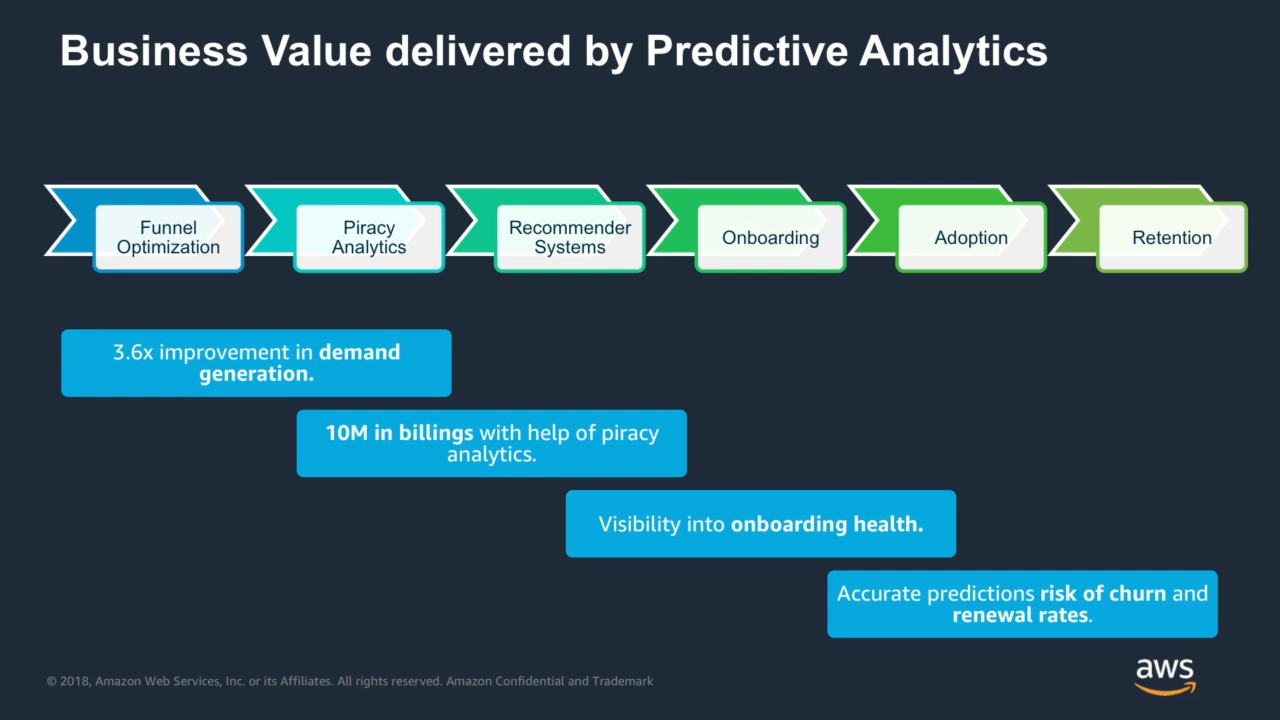 Business Value delivered by Predictive Analytics
Funnel
Optimization
Piracy
Analytics
Recommender
Systems
Onboarding
Adoption
Retention
3.6x improvement in demand
generation.
10M in billings with help of piracy
analytics.
Visibility into onboarding health.
Accurate predictions risk of churn and
renewal rates.
© 2018, Amazon Web Services, Inc. or its Affiliates. All rights reserved. Amazon Confidential and Trademark
aws